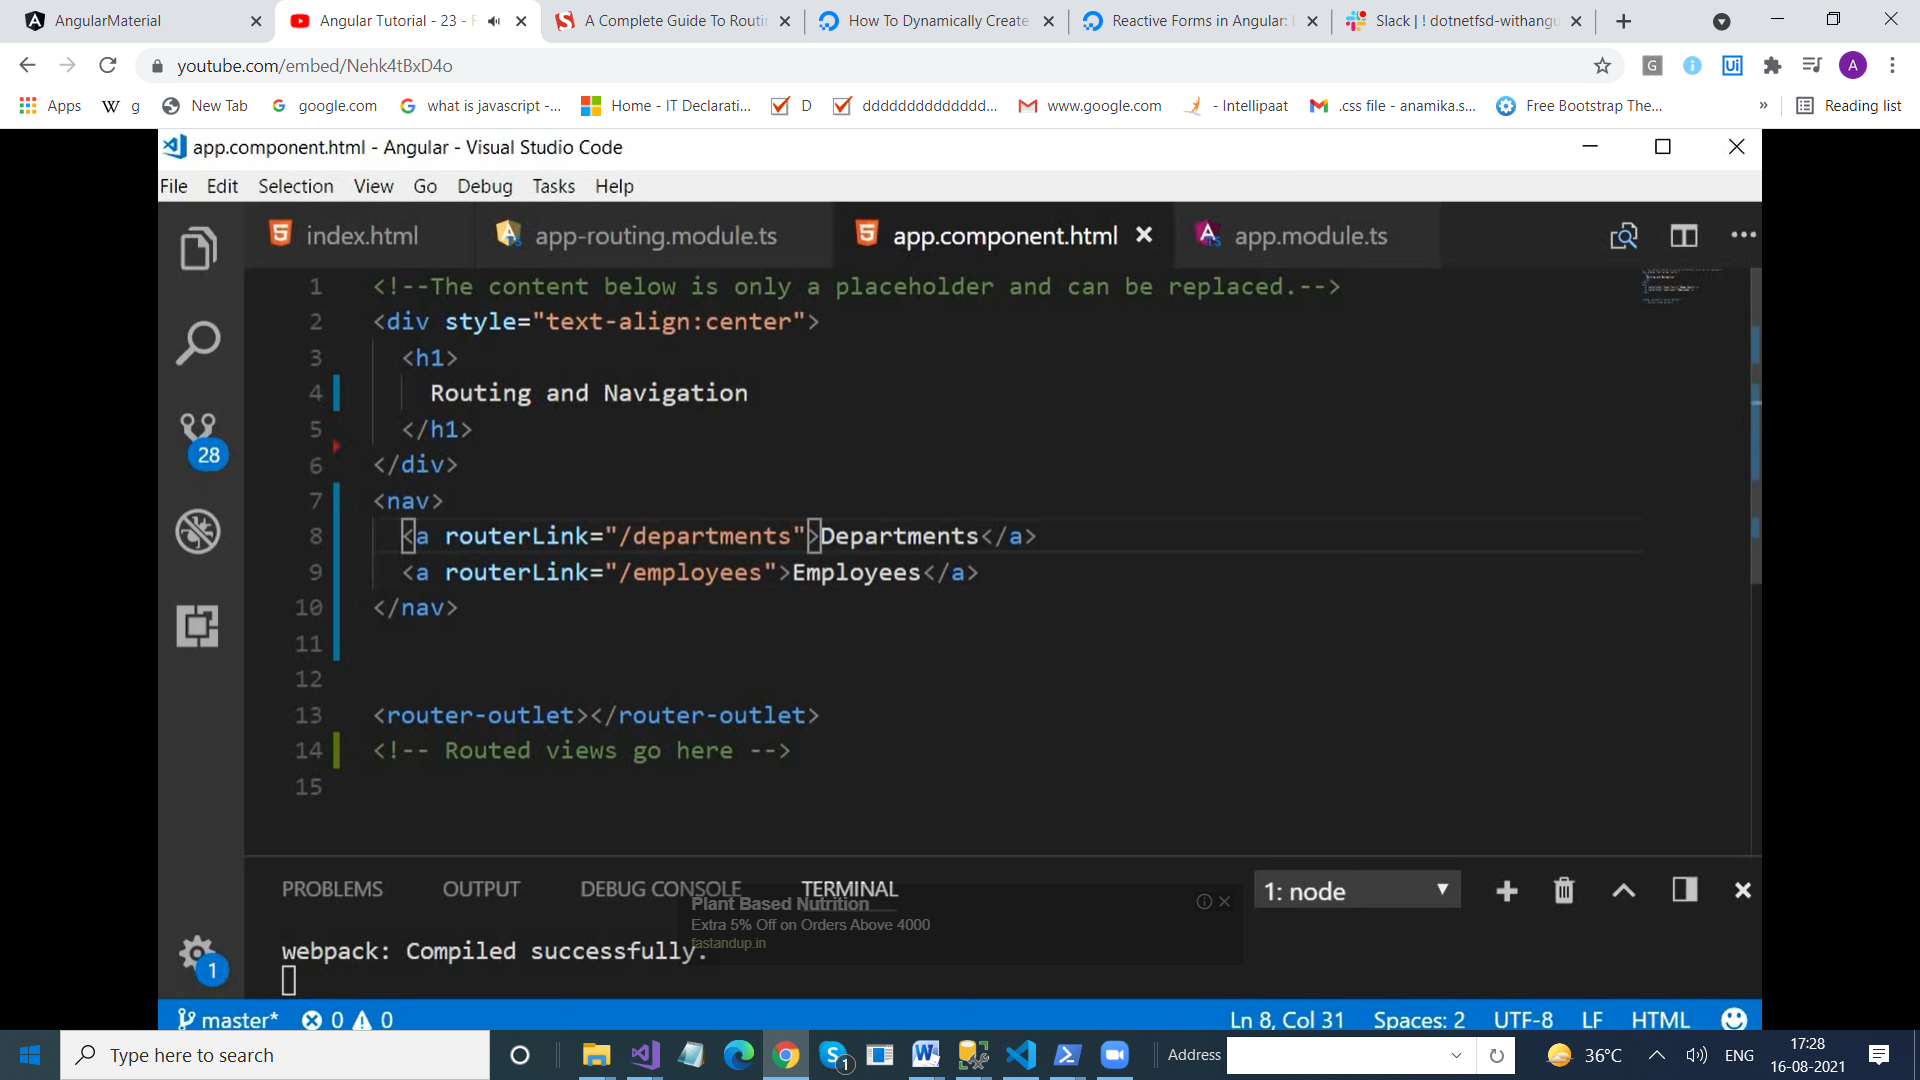 AngularMaterial
Angular Tutorial - 23 -
A Complete Guide To Routi
How To Dynamically Create
Reactive Forms in Angular:
Slack | ! dotnetfsd-withangu
youtube.com/embed/Nehk4tBxD4o
G
Ui
A
Apps
W g
New Tab
google.com
what is javascript -...
Home - IT Declarati...
D
ddddddddddddddd...
www.google.com
- Intellipaat
.css file - anamika.s...
Free Bootstrap The...
»
Reading list
app.component.html - Angular - Visual Studio Code
File Edit Selection View Go Debug Tasks Help
index.html
app-routing.module.ts
app.component.html
app.module.ts
1 <!--The content below is only a placeholder and can be replaced.-->
2 <div style="text-align:center">
3 <h1>
4 Routing and Navigation
5 </h1>
6 </div>
7 <nav>
8 <a routerLink="/departments">Departments</a>
9 <a routerLink="/employees">Employees</a>
10 </nav>
11
12
13 <router-outlet></router-outlet>
14 <!-- Routed views go here -->
15
28
1
PROBLEMS OUTPUT DEBUG CONSOLE TERMINAL
1: node
Plant Based Nutrition
Extra 5% Off on Orders Above 4000
fastandup.in
webpack: Compiled successfully.
master* 0 0
Ln 8, Col 31 Spaces: 2 UTF-8 LF HTML
Type here to search
1
Address
36°C
ENG
17:28
16-08-2021